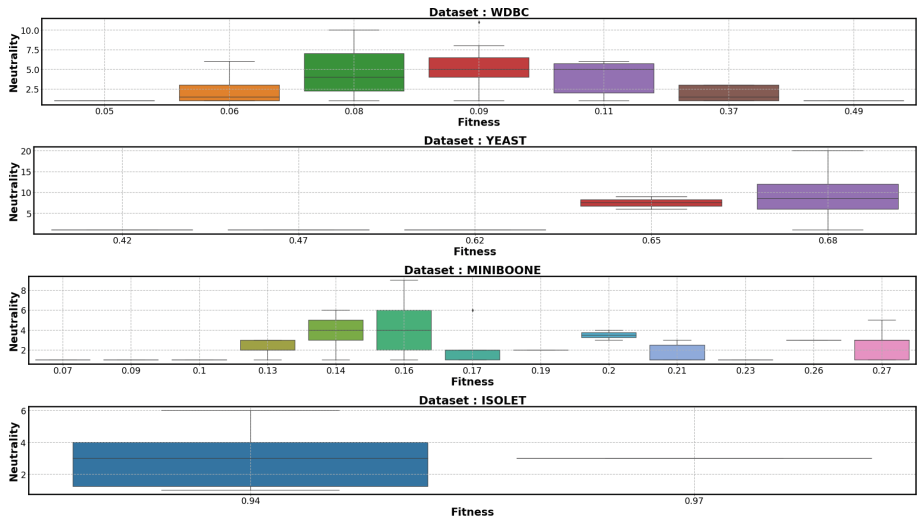 Dataset : WDBC
Neutrality
10.0
7.5
5.0
2.5
0.05 0.06 0.08 0.09 0.11 0.37 0.49
Fitness
Dataset : YEAST
Neutrality
20
15
10
5
0.42 0.47 0.62 0.65 0.68
Fitness
Dataset : MINIBOONE
Neutrality
8
6
4
2
0.07 0.09 0.1 0.13 0.14 0.16 0.17 0.19 0.2 0.21 0.23 0.26 0.27
Fitness
Dataset : ISOLET
Neutrality
6
4
2
0.94 0.97
Fitness